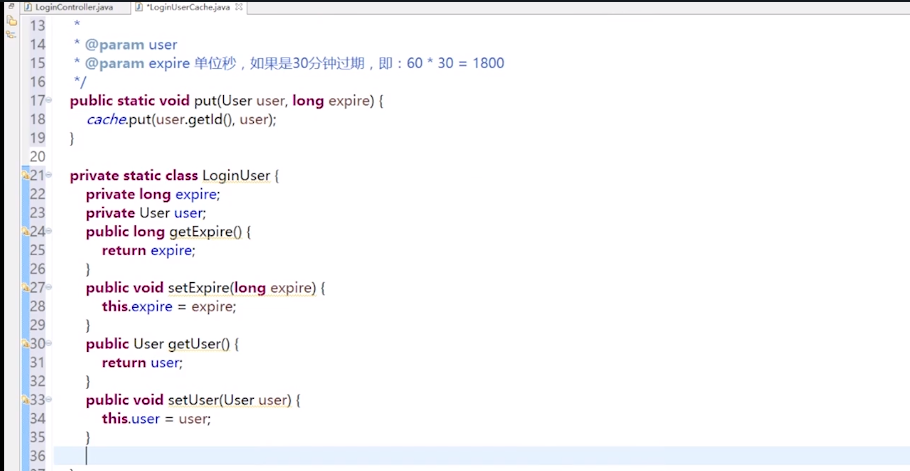 LoginController.java *LoginUserCache.java
13 *
14 * @param user
15 * @param expire 单位秒，如果是30分钟过期，即：60 * 30 = 1800
16 */
17 public static void put(User user, long expire) {
18 cache.put(user.getId(), user);
19 }
20
21 private static class LoginUser {
22 private long expire;
23 private User user;
24 public long getExpire() {
25 return expire;
26 }
27 public void setExpire(long expire) {
28 this.expire = expire;
29 }
30 public User getUser() {
31 return user;
32 }
33 public void setUser(User user) {
34 this.user = user;
35 }
36